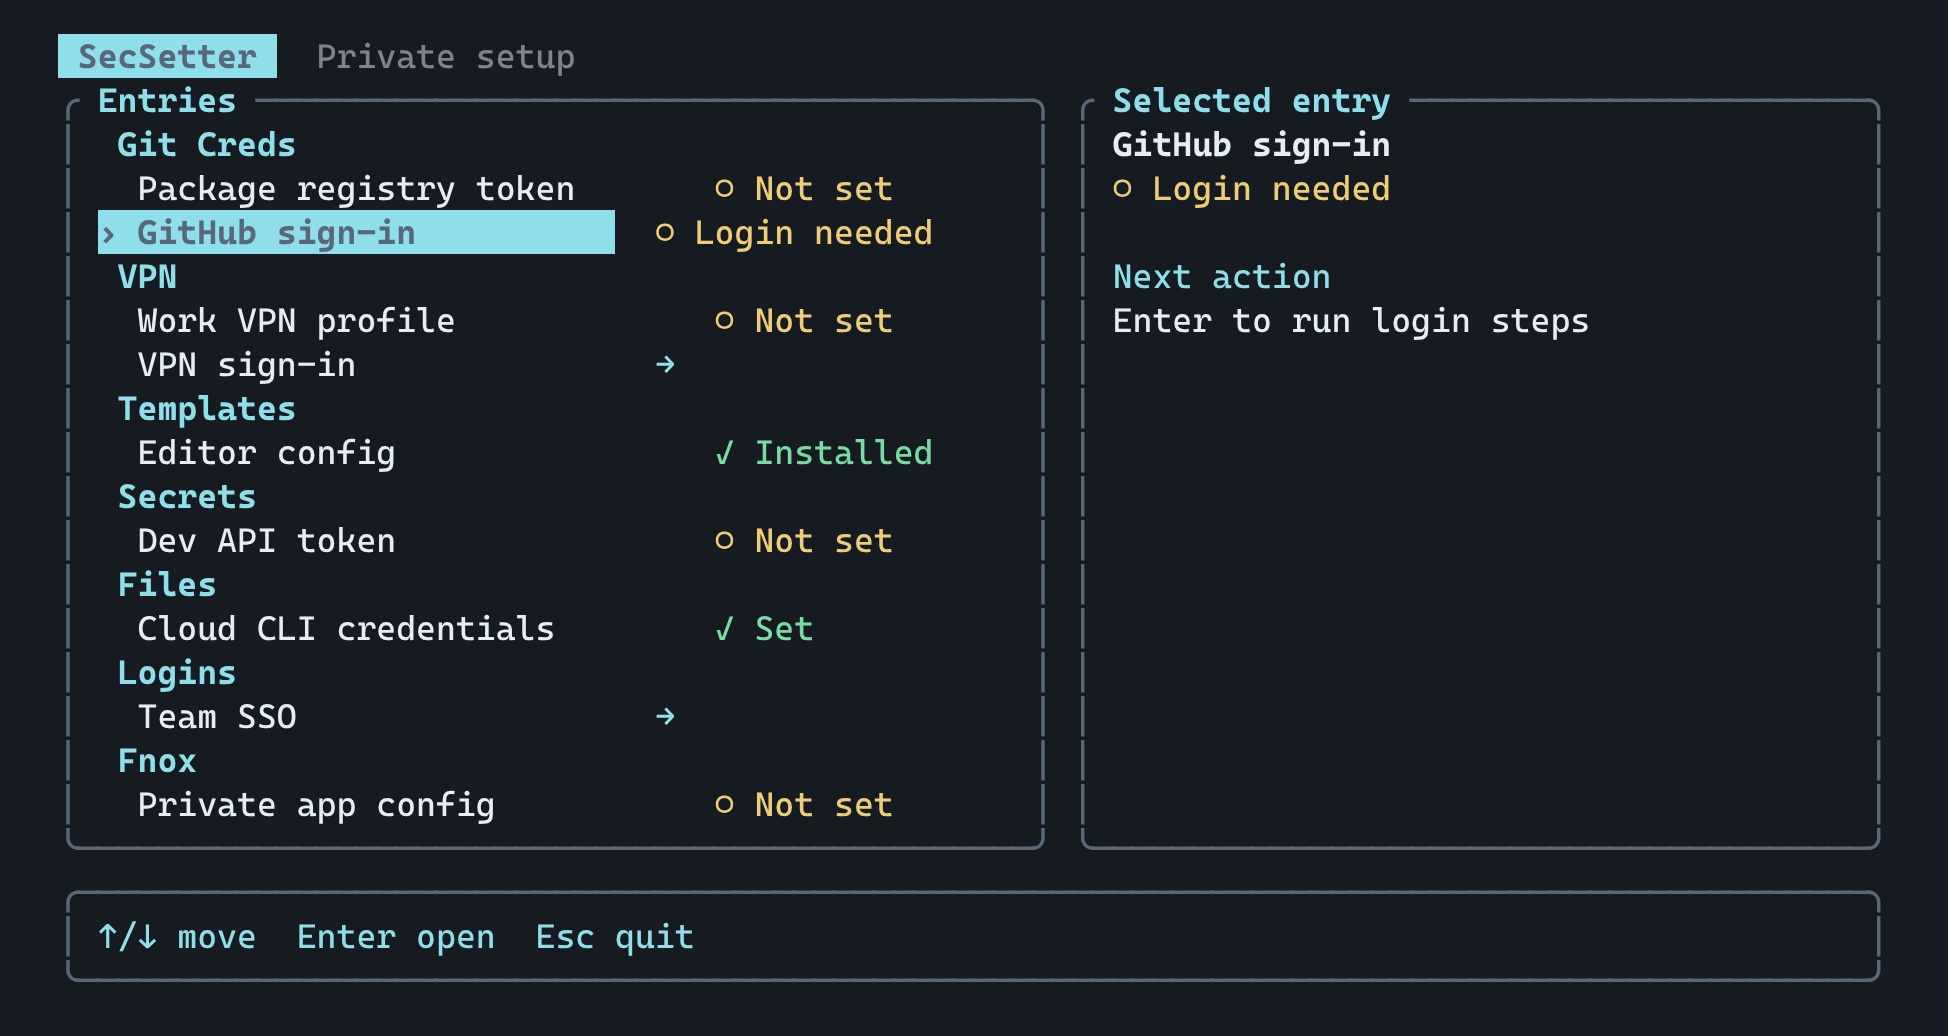 SecSetter Private setup
Entries
Git Creds
Package registry token ○ Not set
› GitHub sign-in ○ Login needed
VPN
Work VPN profile ○ Not set
VPN sign-in →
Templates
Editor config ✓ Installed
Secrets
Dev API token ○ Not set
Files
Cloud CLI credentials ✓ Set
Logins
Team SSO →
Fnox
Private app config ○ Not set
Selected entry
GitHub sign-in
○ Login needed
Next action
Enter to run login steps
↑/↓ move Enter open Esc quit